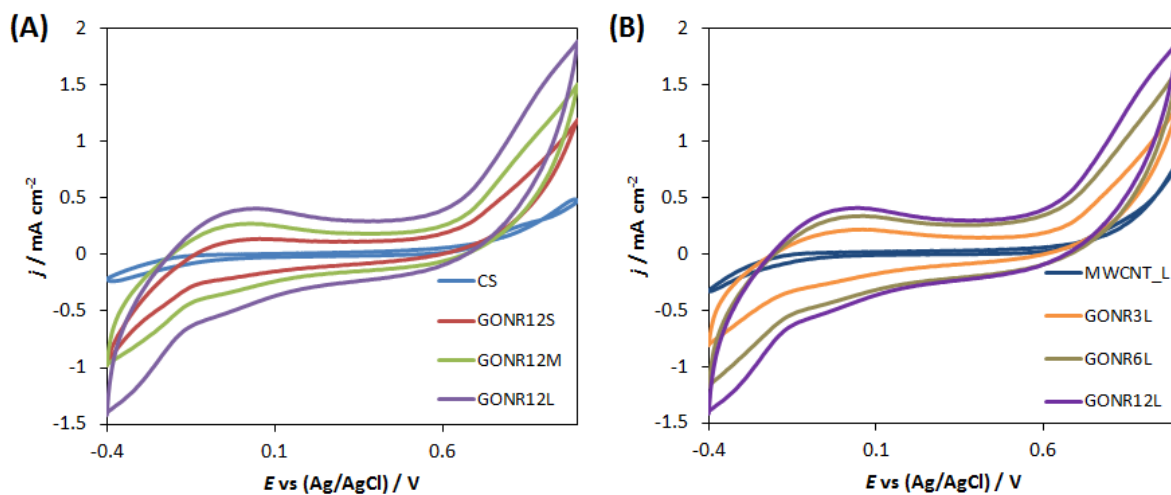 (A)
2
1.5
1
0.5
0
-0.5
-1
-1.5
j / mA cm-2
-0.4
0.1
0.6
E vs (Ag/AgCl) / V
CS
GONR12S
GONR12M
GONR12L
(B)
2
1.5
1
0.5
0
-0.5
-1
-1.5
j / mA cm-2
-0.4
0.1
0.6
E vs (Ag/AgCl) / V
MWCNT_L
GONR3L
GONR6L
GONR12L